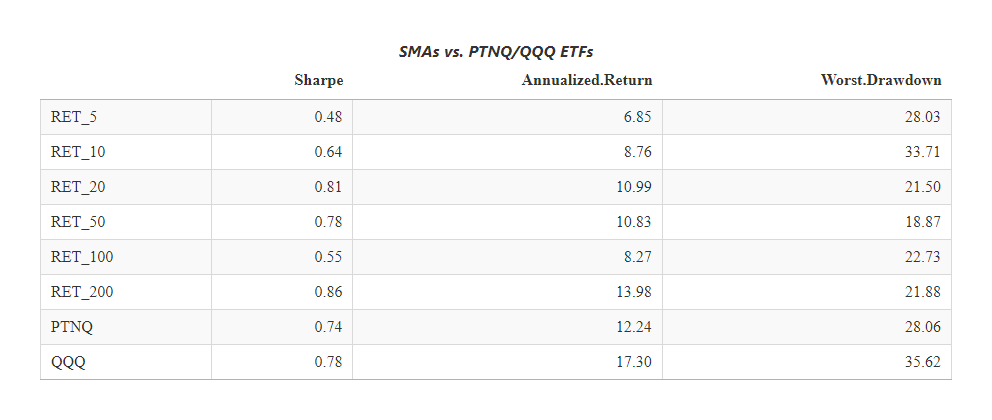 SMAs vs. PTNQ/QQQ ETFs
Sharpe Annualized.Return Worst.Drawdown
RET_5 0.48 6.85 28.03
RET_10 0.64 8.76 33.71
RET_20 0.81 10.99 21.50
RET_50 0.78 10.83 18.87
RET_100 0.55 8.27 22.73
RET_200 0.86 13.98 21.88
PTNQ 0.74 12.24 28.06
QQQ 0.78 17.30 35.62